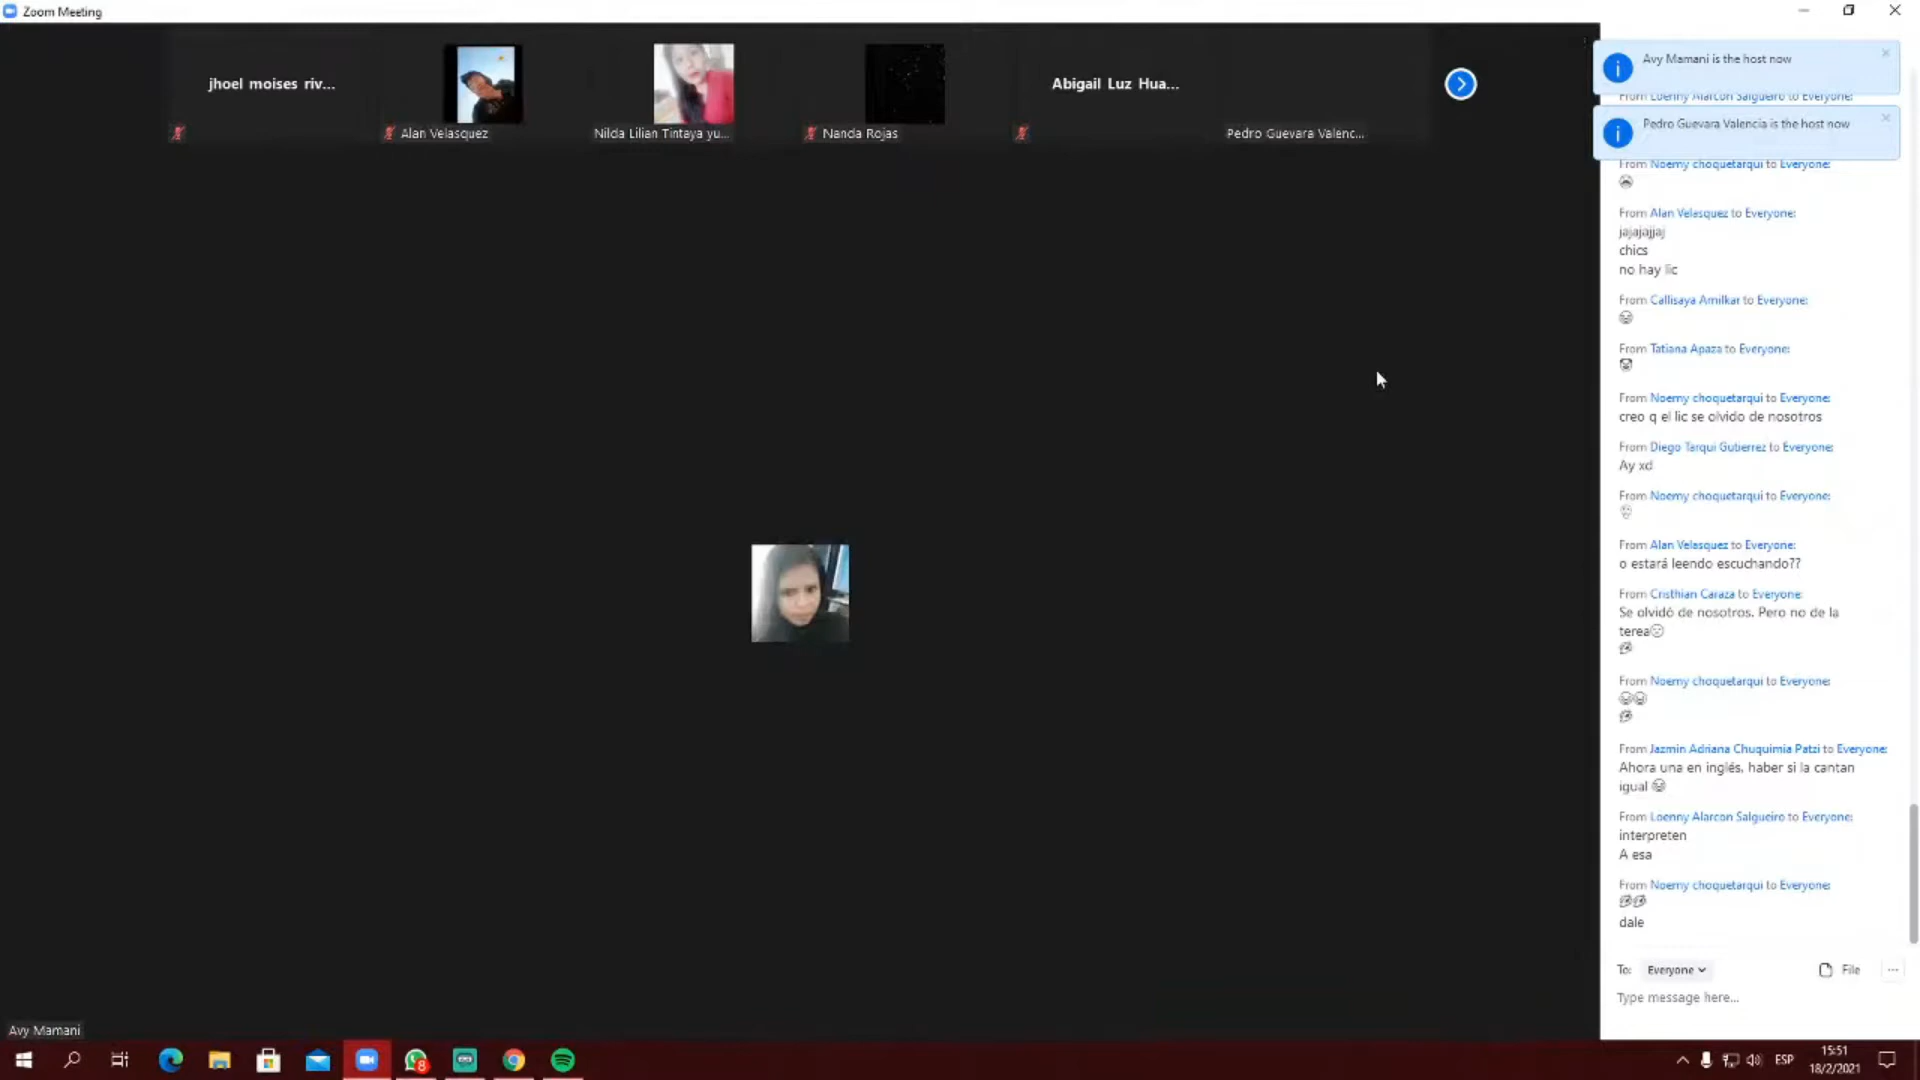 Zoom Meeting
jhoel moises riv...
Alan Velasquez
Nilda Lilian Tintaya yu...
Nanda Rojas
Abigail Luz Hua...
Pedro Guevara Valenc...
Avy Mamani is the host now
From Loenny Alarcon Salgueiro to Everyone:
Pedro Guevara Valencia is the host now
From Noemy choquetarqui to Everyone:
From Alan Velasquez to Everyone:
jajajajjaj
chics
no hay lic
From Callisaya Amilkar to Everyone:
From Tatiana Apaza to Everyone:
From Noemy choquetarqui to Everyone:
creo q el lic se olvido de nosotros
From Diego Tarqui Gutierrez to Everyone:
Ay xd
From Noemy choquetarqui to Everyone:
From Alan Velasquez to Everyone:
o estará leendo escuchando??
From Cristhian Caraza to Everyone:
Se olvidó de nosotros. Pero no de la
terea
From Noemy choquetarqui to Everyone:
From Jazmin Adriana Chuquimia Patzi to Everyone:
Ahora una en inglés, haber si la cantan
igual
From Loenny Alarcon Salgueiro to Everyone:
interpreten
A esa
From Noemy choquetarqui to Everyone:
dale
To: Everyone File ...
Type message here...
Avy Mamani
8
ESP
15:51
18/2/2021